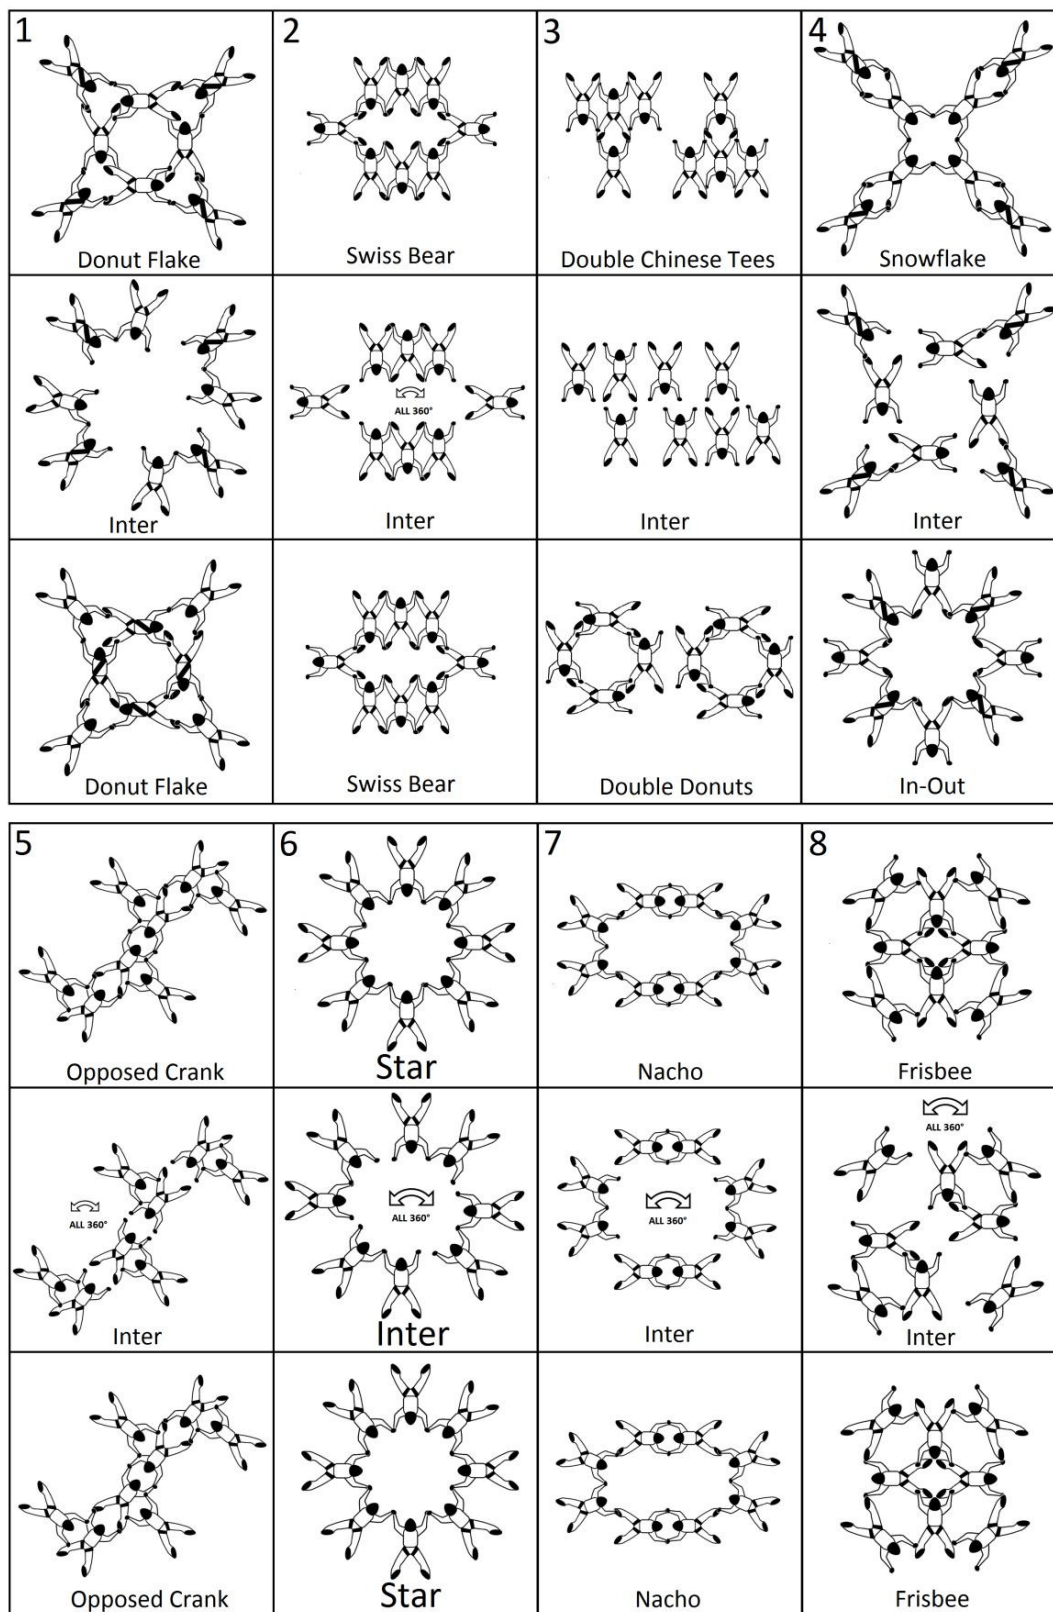 1
2
3
4
Donut Flake
Swiss Bear
Double Chinese Tees
Snowflake
ALL 360°
Inter
Inter
Inter
Inter
Donut Flake
Swiss Bear
Double Donuts
In-Out
5
6
7
8
Opposed Crank
Star
Nacho
Frisbee
ALL 360°
ALL 360°
ALL 360°
ALL 360°
Inter
Inter
Inter
Inter
Opposed Crank
Star
Nacho
Frisbee